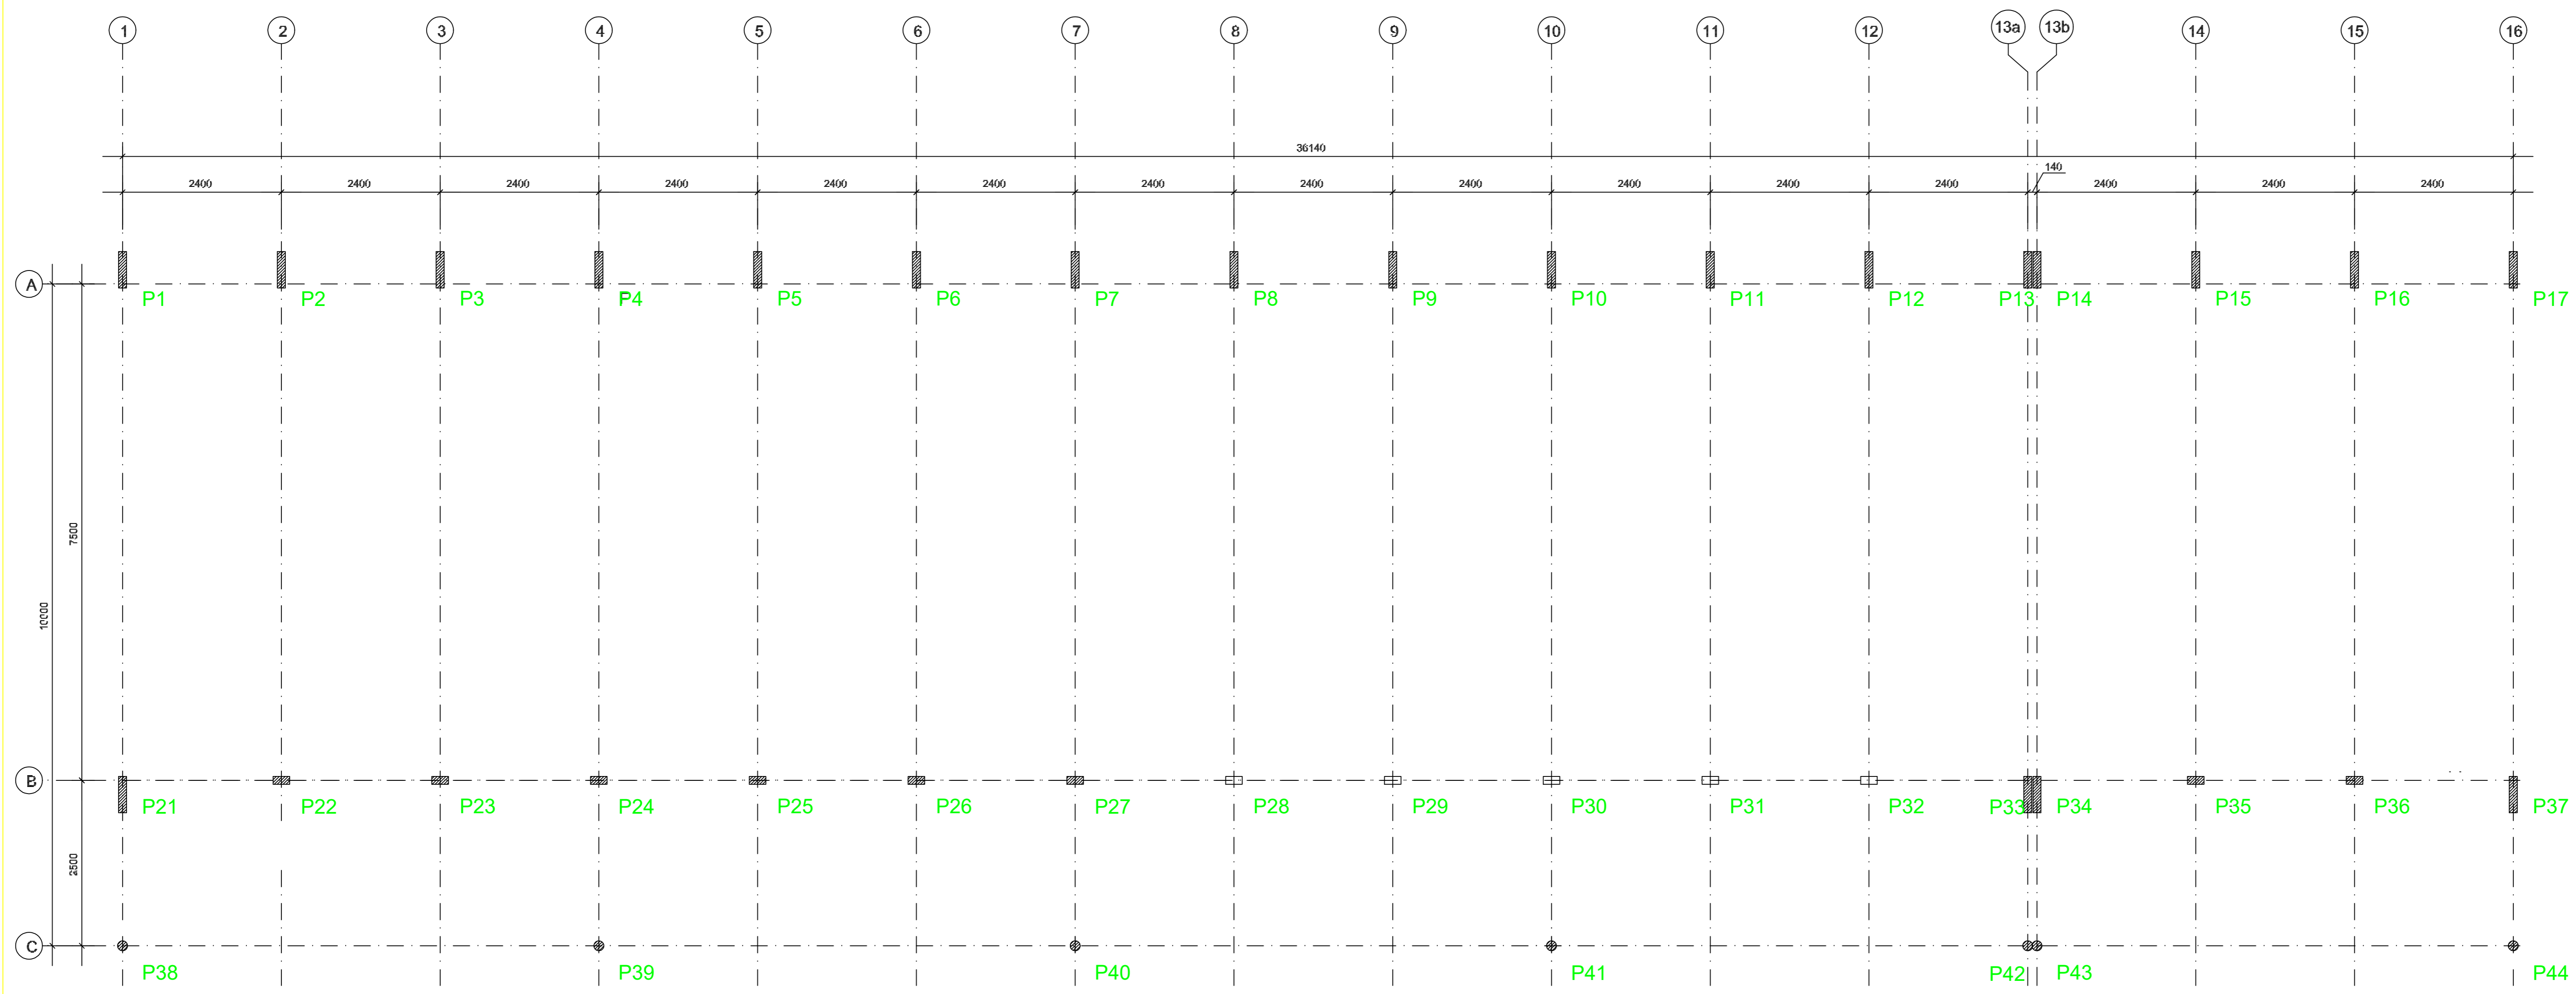 1 2 3 4 5 6 7 8 9 10 11 12 13a 13b 14 15 16
36140
140
2400 2400 2400 2400 2400 2400 2400 2400 2400 2400 2400 2400 2400 2400 2400
A
P1 P2 P3 P4 P5 P6 P7 P8 P9 P10 P11 P12 P13 P14 P15 P16 P17
7500
10000
B
P21 P22 P23 P24 P25 P26 P27 P28 P29 P30 P31 P32 P33 P34 P35 P36 P37
2500
C
P38 P39 P40 P41 P42 P43 P44